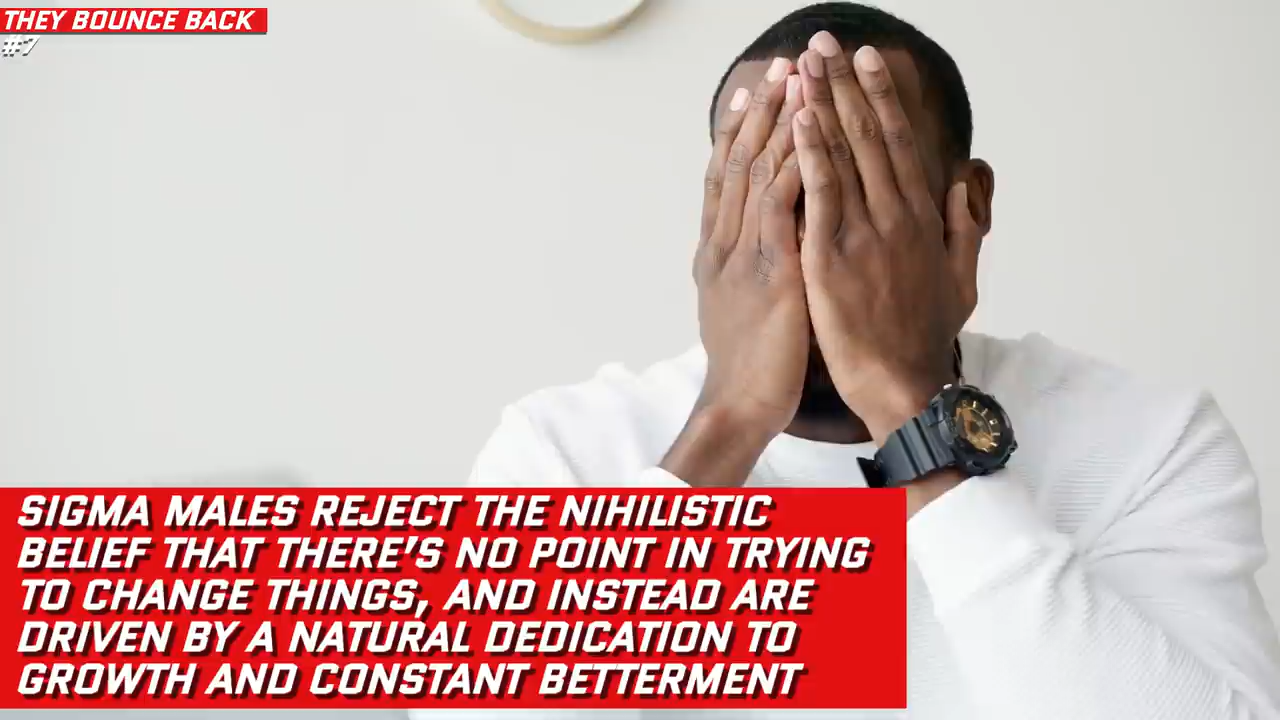 THEY BOUNCE BACK
#7
SIGMA MALES REJECT THE NIHILISTIC
BELIEF THAT THERE'S NO POINT IN TRYING
TO CHANGE THINGS, AND INSTEAD ARE
DRIVEN BY A NATURAL DEDICATION TO
GROWTH AND CONSTANT BETTERMENT